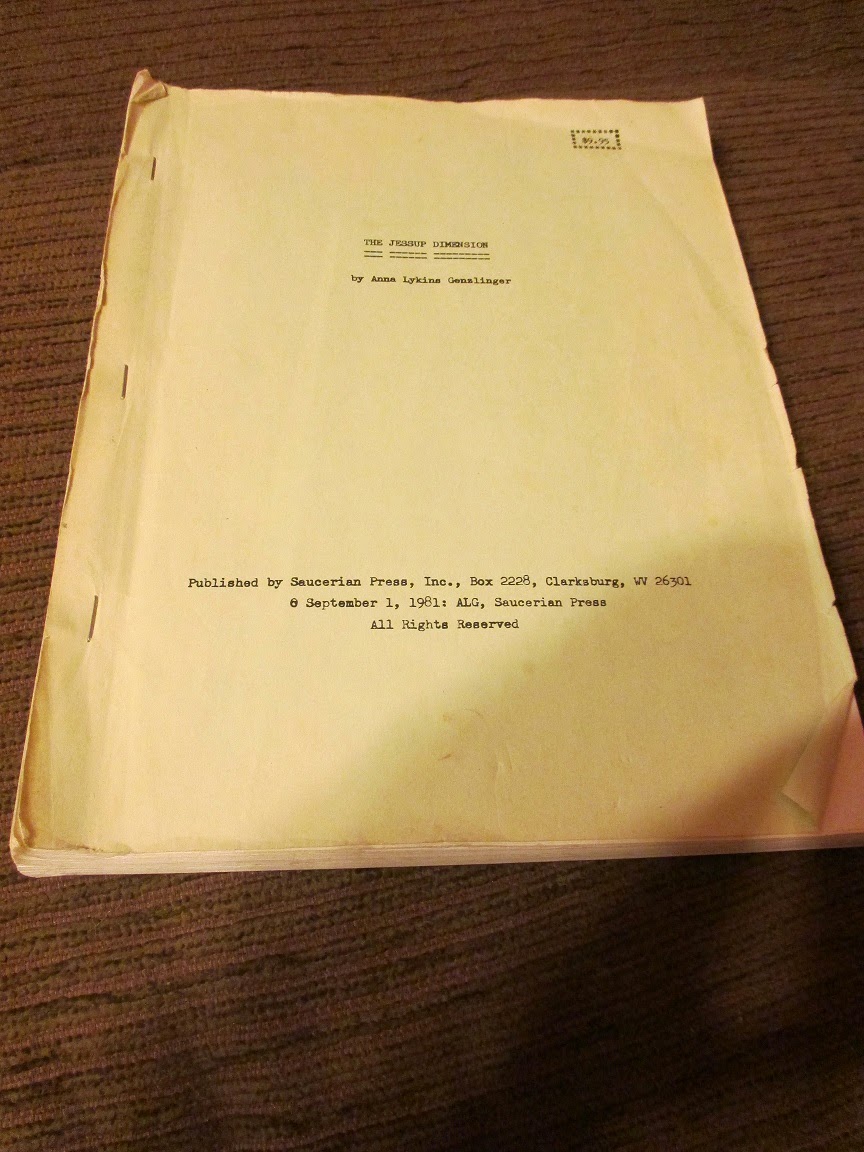 $9.95
THE JESSUP DIMENSION
by Anna Lykins Genzlinger
Published by Saucerian Press, Inc., Box 2228, Clarksburg, WV 26301
© September 1, 1981: ALG, Saucerian Press
All Rights Reserved